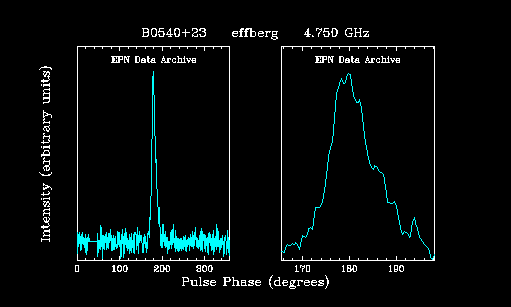 B0540+23 effberg 4.750 GHz
EPN Data Archive
EPN Data Archive
Intensity (arbitrary units)
0 100 200 300
170 180 190
Pulse Phase (degrees)